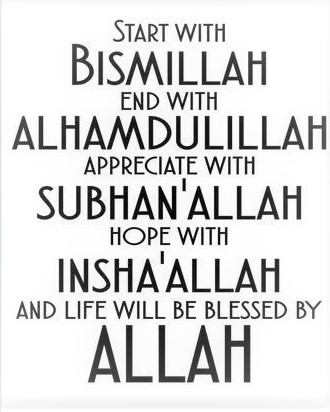 START WITH
BISMILLAH
END WITH
ALHAMDULILLAH
APPRECIATE WITH
SUBHAN'ALLAH
HOPE WITH
INSHA'ALLAH
AND LIFE WILL BE BLESSED BY
ALLAH